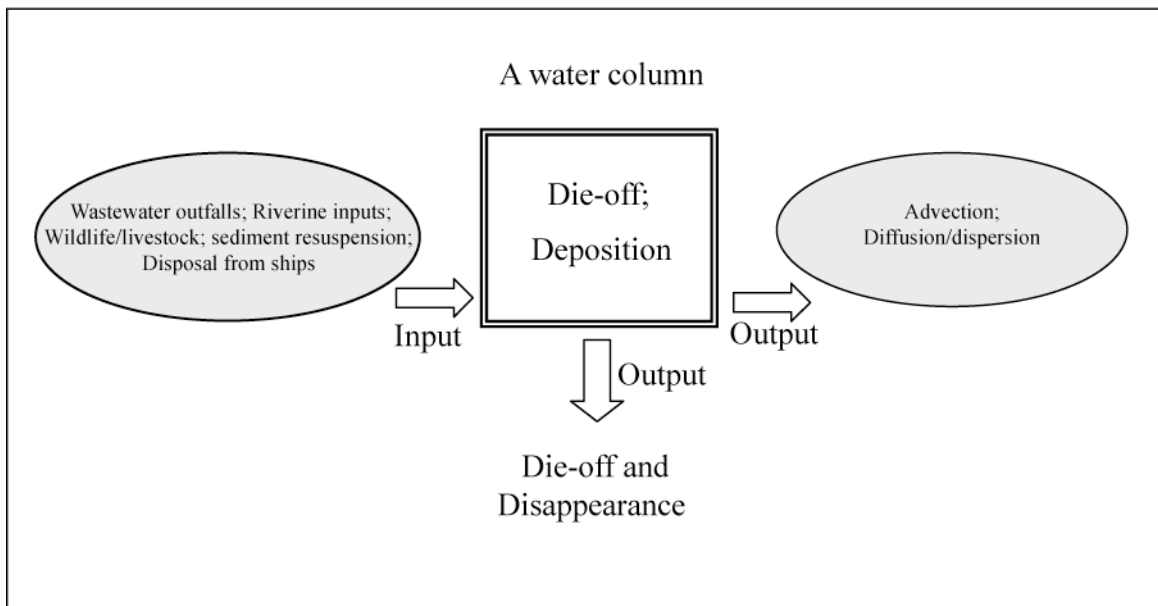 A water column
Wastewater outfalls; Riverine inputs;
Wildlife/livestock; sediment resuspension;
Disposal from ships
Input
Die-off;
Deposition
Output
Advection;
Diffusion/dispersion
Output
Die-off and
Disappearance